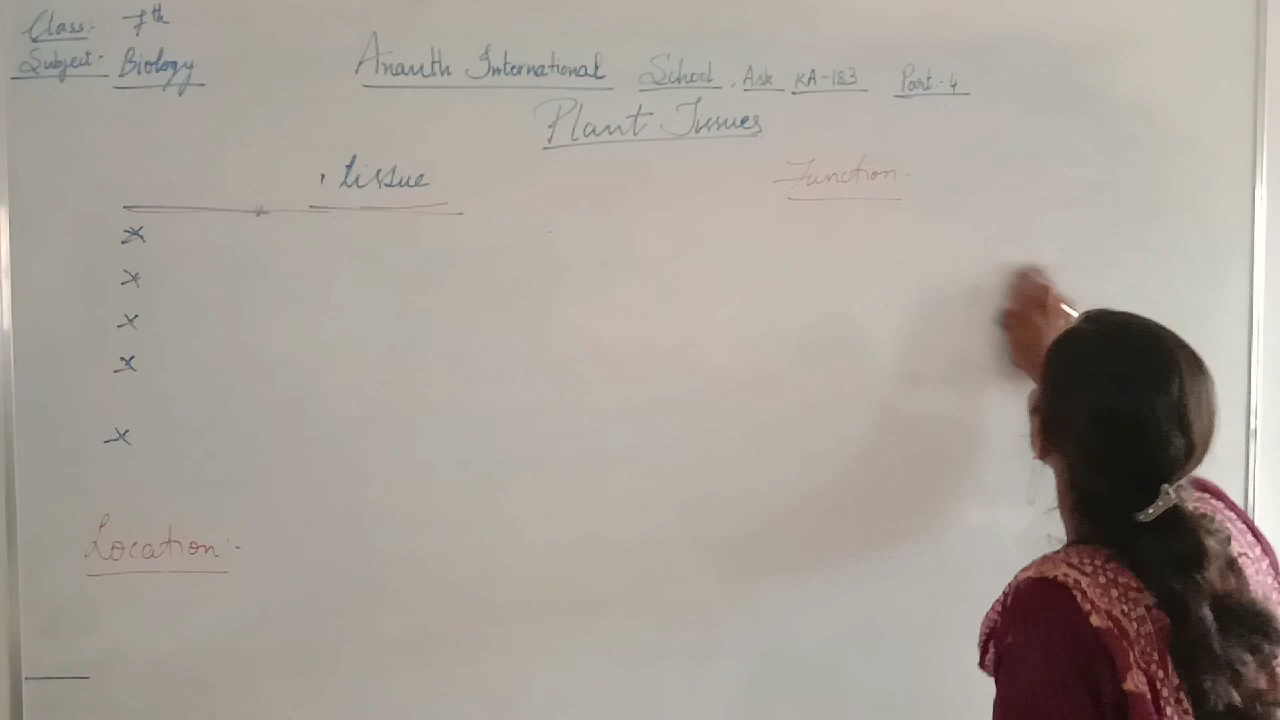 Class:- 7th
Subject:- Biology
Ananth International School, Ask KA-183 Part:- 4
Plant Tissues
tissue
Function:-
Location:-